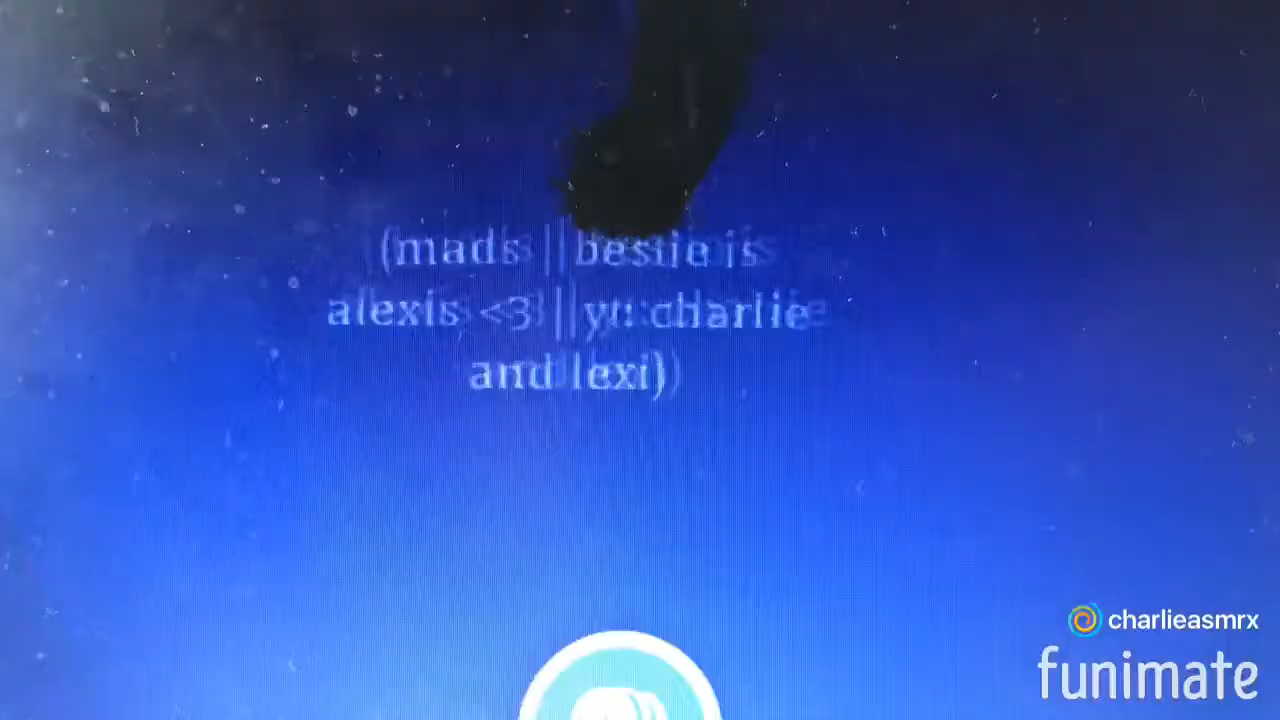 (mads || bestie is
alexis <3 || yt: charlie
and lexi)
charlieasmrx
funimate